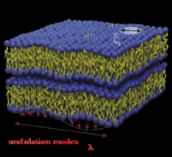 undulation modes
λ